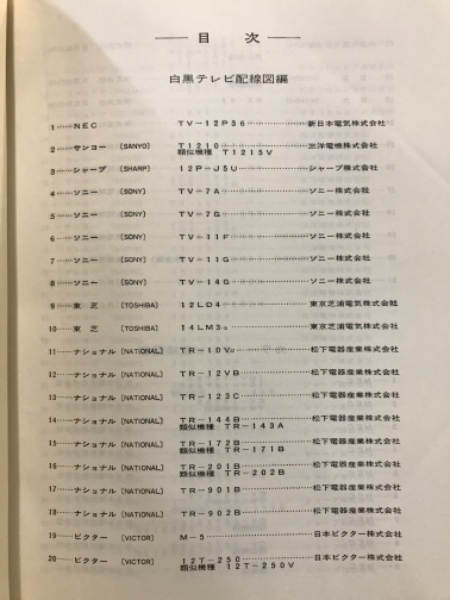 目次
白黒テレビ配線図編
1……NEC TV-12P36……新日本電気株式会社
2……サンヨー〔SANYO〕 T1210……三洋電機株式会社
類似機種 T1215V
3……シャープ〔SHARP〕 12P-J5U……シャープ株式会社
4……ソニー〔SONY〕 TV-7A……ソニー株式会社
5……ソニー〔SONY〕 TV-7G……ソニー株式会社
6……ソニー〔SONY〕 TV-11F……ソニー株式会社
7……ソニー〔SONY〕 TV-11G……ソニー株式会社
8……ソニー〔SONY〕 TV-14G……ソニー株式会社
9……東芝〔TOSHIBA〕 12LD4……東京芝浦電気株式会社
10……東芝〔TOSHIBA〕 14LM3……東京芝浦電気株式会社
11……ナショナル〔NATIONAL〕 TR-10VU……松下電器産業株式会社
12……ナショナル〔NATIONAL〕 TR-12VB……松下電器産業株式会社
13……ナショナル〔NATIONAL〕 TR-123C……松下電器産業株式会社
14……ナショナル〔NATIONAL〕 TR-144B……松下電器産業株式会社
類似機種 TR-143A
15……ナショナル〔NATIONAL〕 TR-172B……松下電器産業株式会社
類似機種 TR-171B
16……ナショナル〔NATIONAL〕 TR-201B……松下電器産業株式会社
類似機種 TR-202B
17……ナショナル〔NATIONAL〕 TR-901B……松下電器産業株式会社
18……ナショナル〔NATIONAL〕 TR-902B……松下電器産業株式会社
19……ビクター〔VICTOR〕 M-5……日本ビクター株式会社
20……ビクター〔VICTOR〕 12T-250……日本ビクター株式会社
類似機種 12T-250V